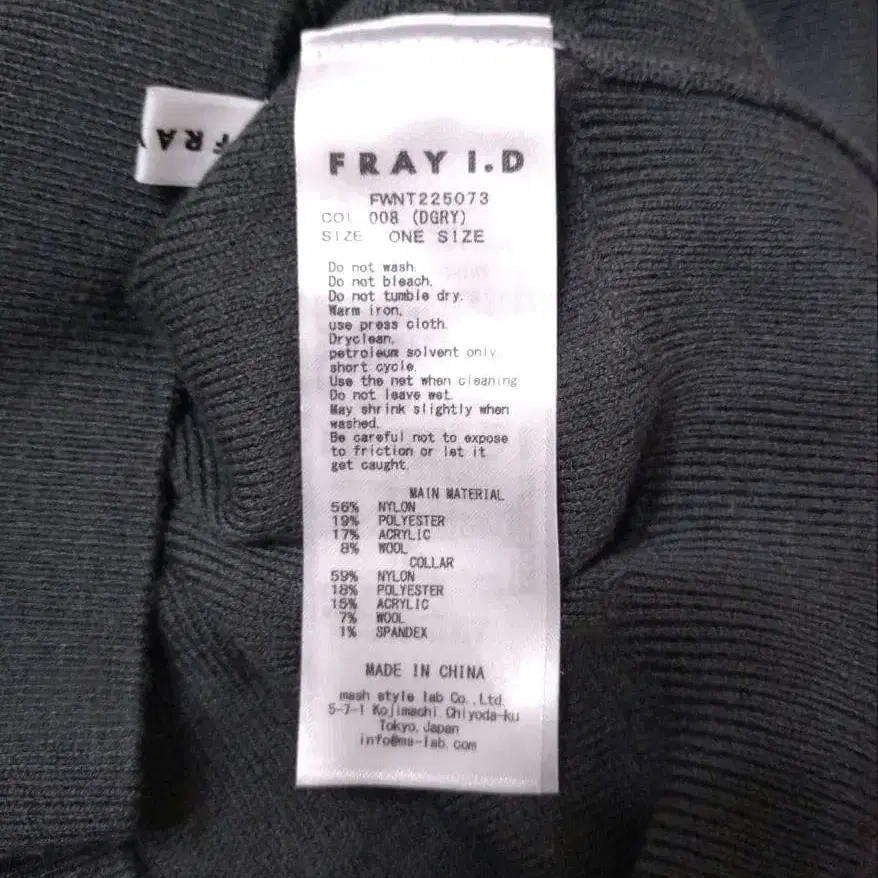 FRAY
FRAY I.D
FWNT225073
COL 008 (DGRY)
SIZE ONE SIZE
Do not wash.
Do not bleach.
Do not tumble dry.
Warm iron,
use press cloth.
Dryclean,
petroleum solvent only.
short cycle.
Use the net when cleaning
Do not leave wet.
May shrink slightly when
washed.
Be careful not to expose
to friction or let it
get caught.
MAIN MATERIAL
56% NYLON
19% POLYESTER
17% ACRYLIC
8% WOOL
COLLAR
59% NYLON
18% POLYESTER
15% ACRYLIC
7% WOOL
1% SPANDEX
MADE IN CHINA
mash style lab Co.,Ltd.
5-7-1 Kojimachi,Chiyoda-ku
Tokyo,Japan
info@ms-lab.com